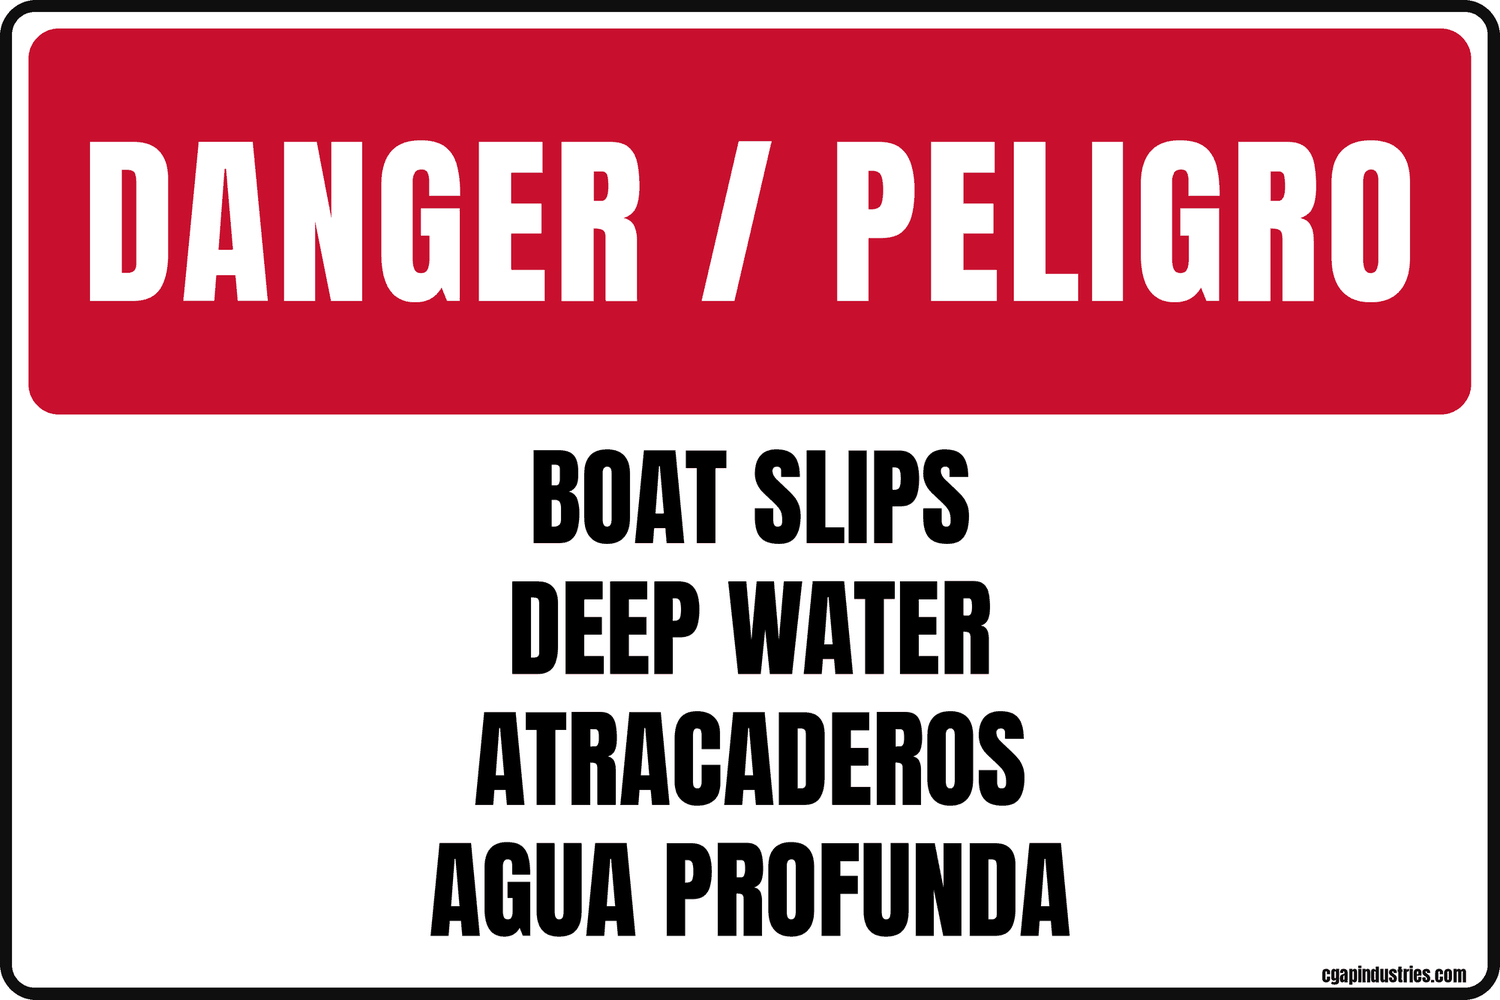 DANGER / PELIGRO
BOAT SLIPS
DEEP WATER
ATRACADEROS
AGUA PROFUNDA
cgapindustries.com